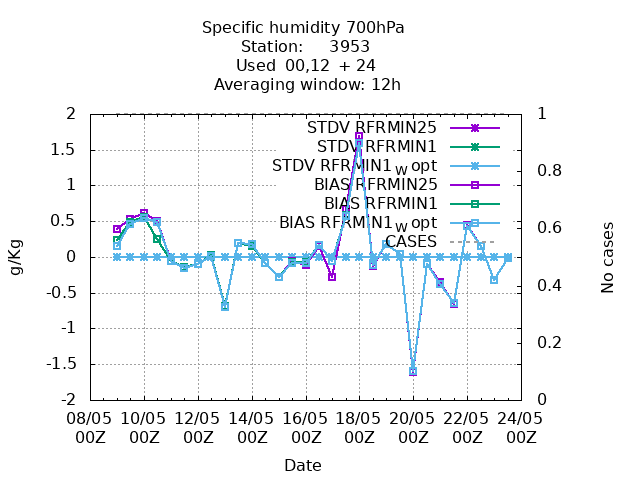 Specific humidity 700hPa
Station: 3953
Used 00,12 + 24
Averaging window: 12h
STDV RFRMIN25
STDV RFRMIN1
STDV RFRMIN1w opt
BIAS RFRMIN25
BIAS RFRMIN1
BIAS RFRMIN1w opt
CASES
g/Kg
2
1.5
1
0.5
0
-0.5
-1
-1.5
-2
No cases
1
0.8
0.6
0.4
0.2
0
08/05 10/05 12/05 14/05 16/05 18/05 20/05 22/05 24/05
00Z 00Z 00Z 00Z 00Z 00Z 00Z 00Z 00Z
Date